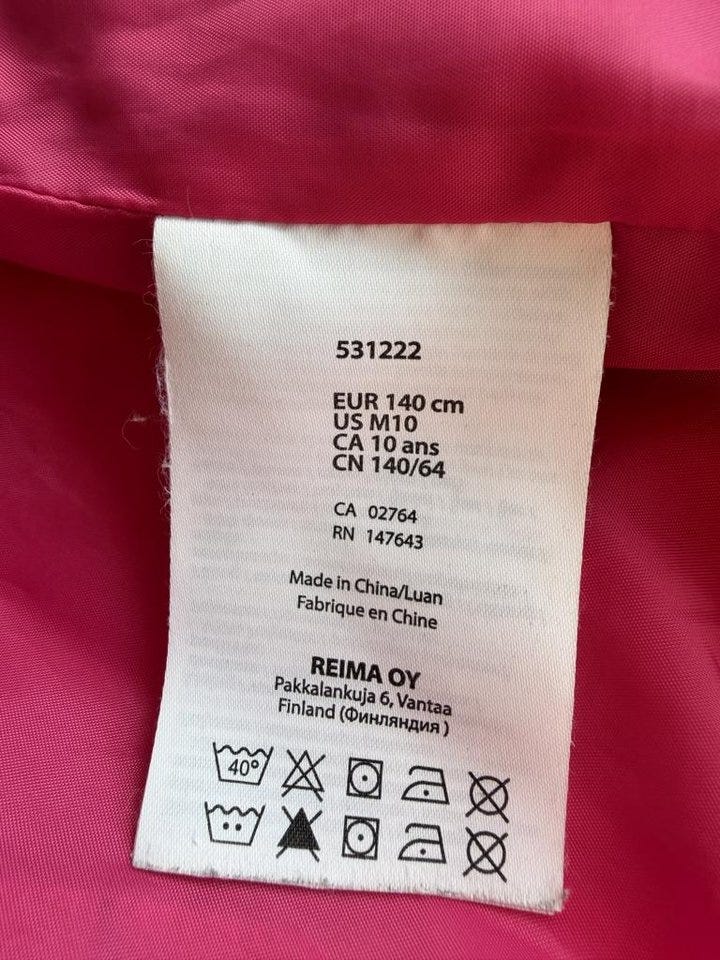 531222
EUR 140 cm
US M10
CA 10 ans
CN 140/64
CA 02764
RN 147643
Made in China/Luan
Fabrique en Chine
REIMA OY
Pakkalankuja 6, Vantaa
Finland (Финляндия )
40°